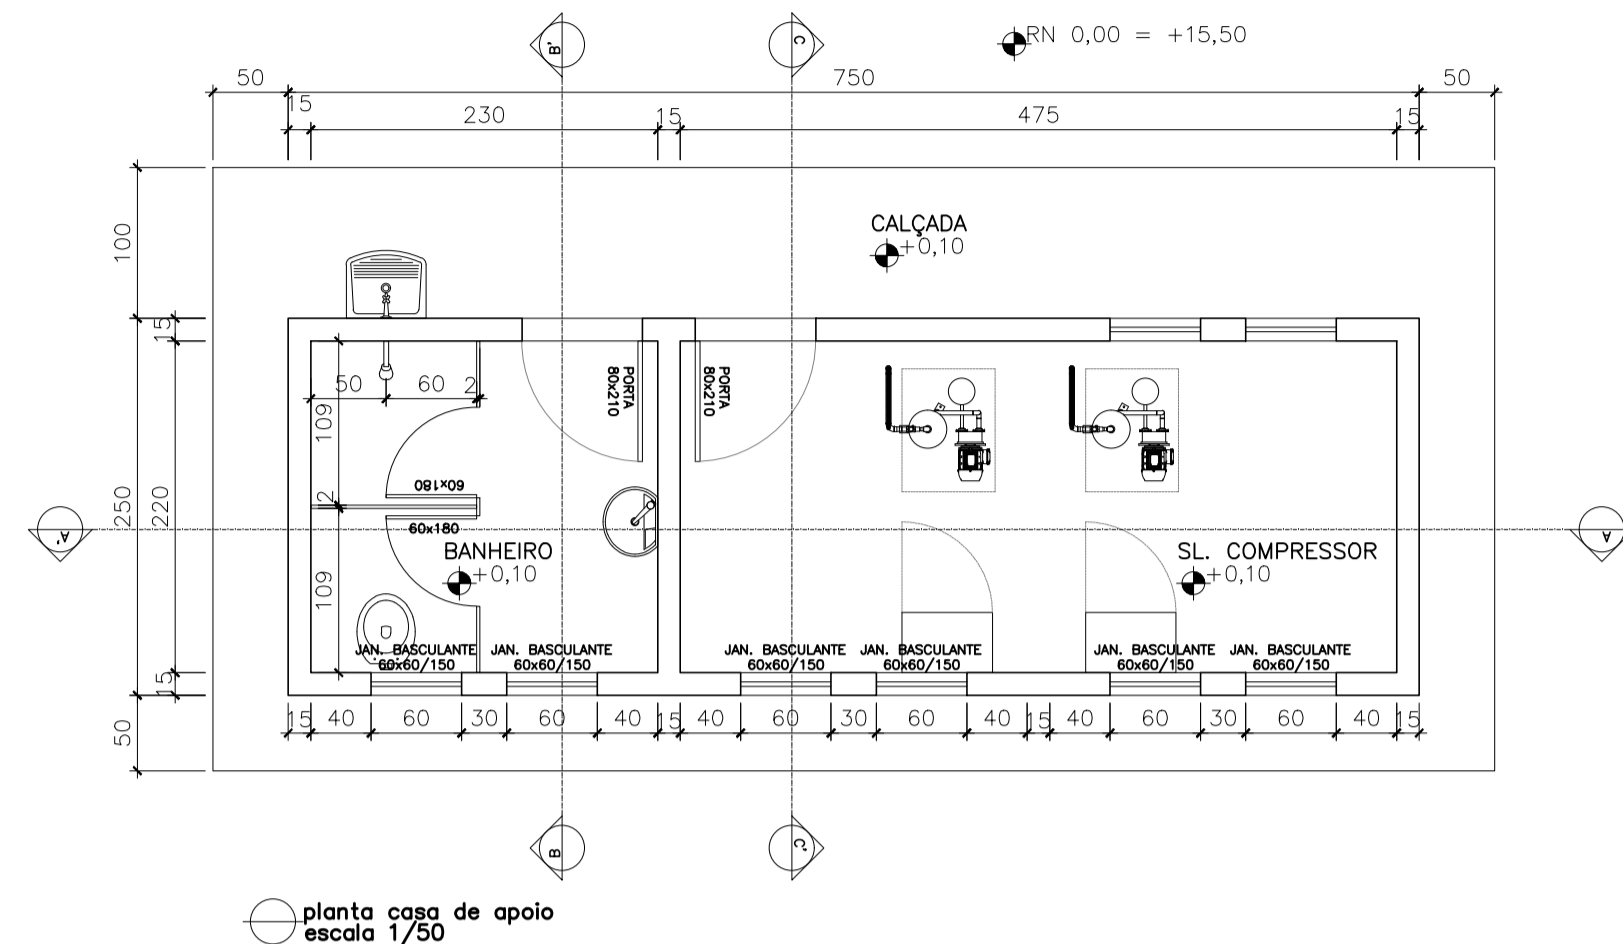 B'
C
RN 0,00 = +15,50
50
750
50
15
230
15
475
15
100
CALÇADA
+0,10
15
50
60
2
PORTA
80x210
PORTA
80x210
109
250
220
2
60x180
60x180
A'
A
BANHEIRO
+0,10
SL. COMPRESSOR
+0,10
109
JAN. BASCULANTE
60x60/150
JAN. BASCULANTE
60x60/150
JAN. BASCULANTE
60x60/150
JAN. BASCULANTE
60x60/150
JAN. BASCULANTE
60x60/150
JAN. BASCULANTE
60x60/150
15
50
15 40 60 30 60 40 15 40 60 30 60 40 15 40 60 30 60 40 15
B
C'
planta casa de apoio
escala 1/50